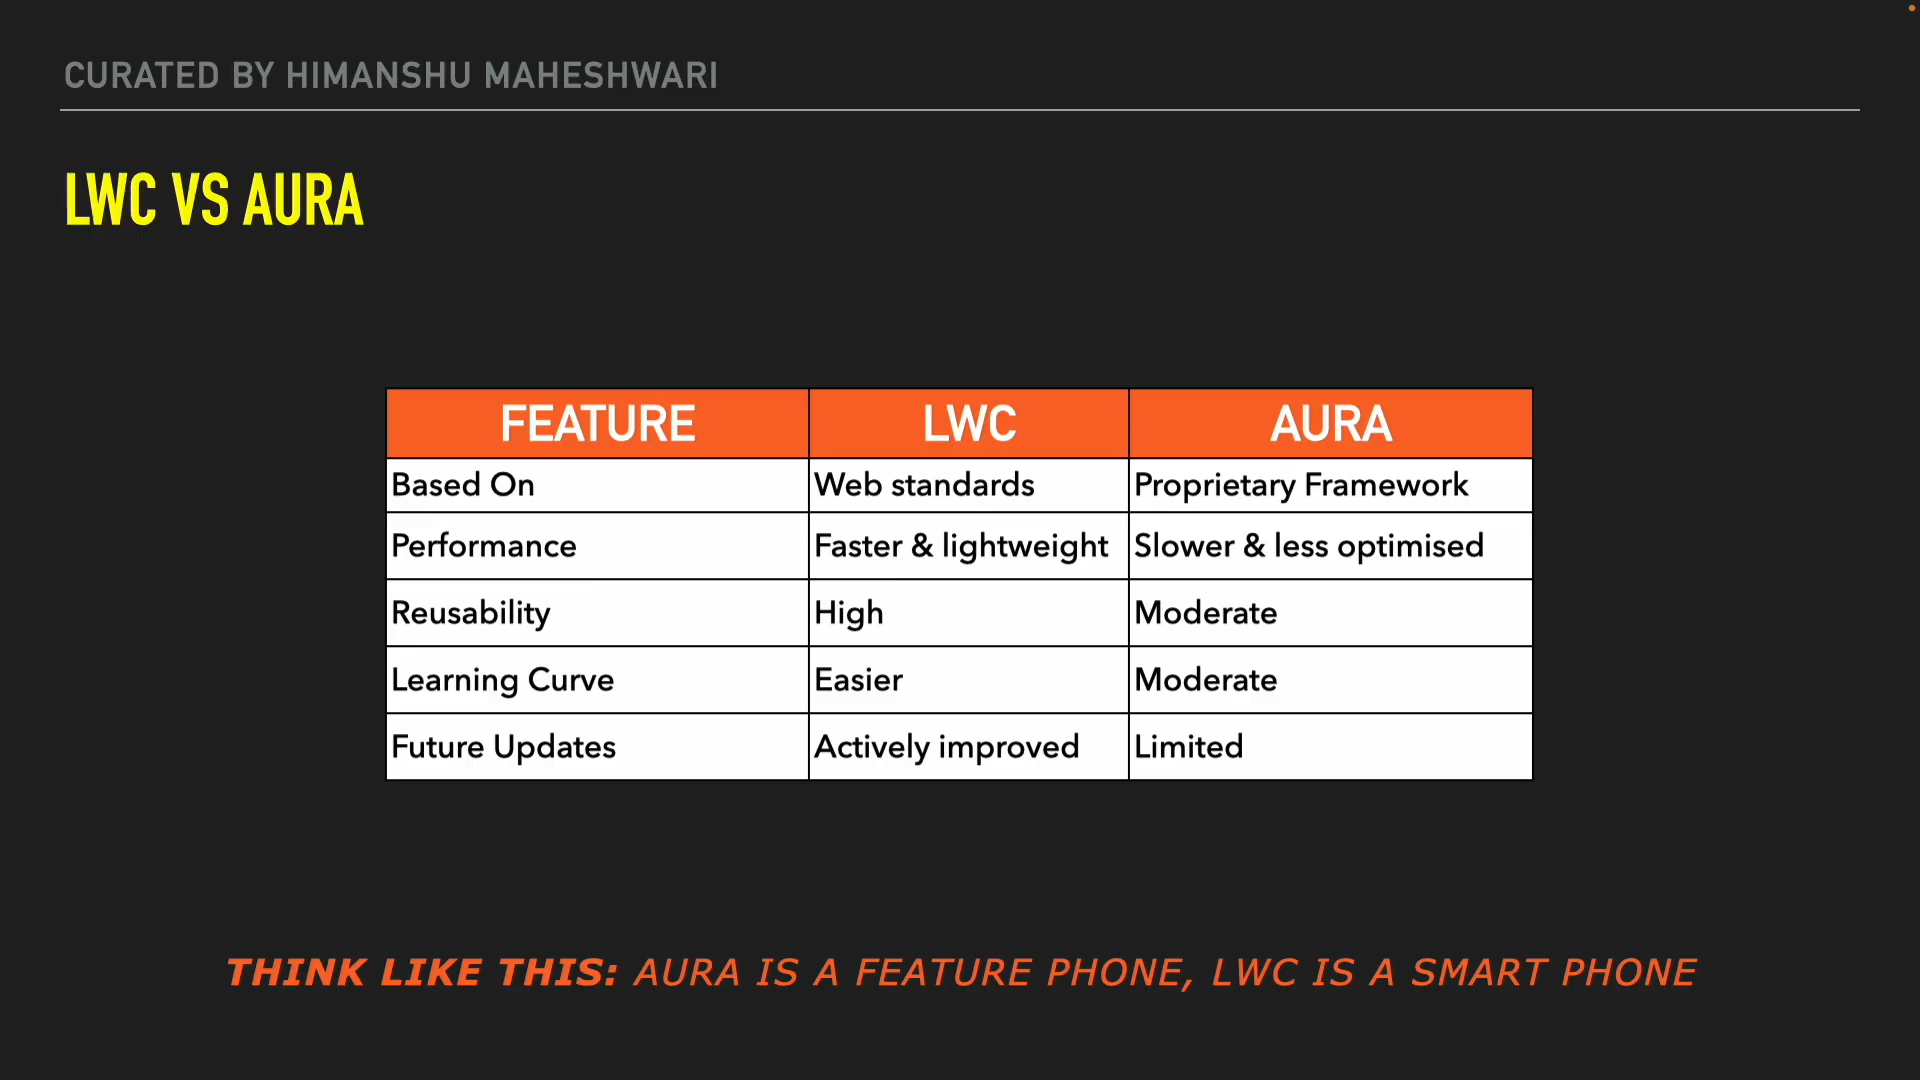 CURATED BY HIMANSHU MAHESHWARI
LWC VS AURA
FEATURE LWC AURA
Based On Web standards Proprietary Framework
Performance Faster & lightweight Slower & less optimised
Reusability High Moderate
Learning Curve Easier Moderate
Future Updates Actively improved Limited
THINK LIKE THIS: AURA IS A FEATURE PHONE, LWC IS A SMART PHONE